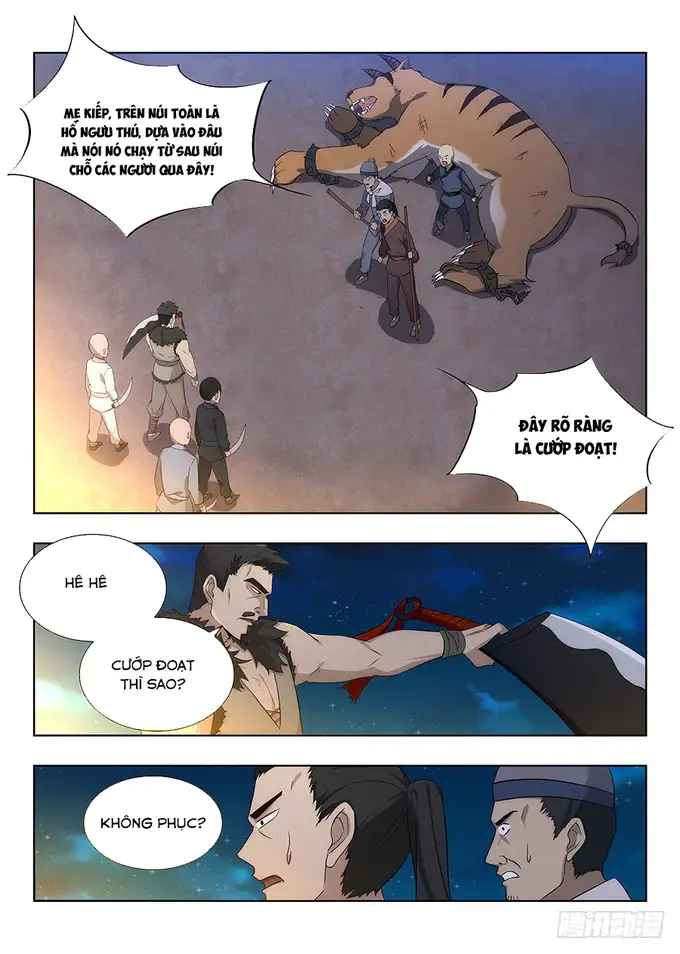 MẸ KIẾP, TRÊN NÚI TOÀN LÀ
HỔ NGƯU THÚ, DỰA VÀO ĐÂU
MÀ NÓI NÓ CHẠY TỪ SAU NÚI
CHỖ CÁC NGƯƠI QUA ĐÂY!
ĐÂY RÕ RÀNG
LÀ CƯỚP ĐOẠT!
HÊ HÊ
CƯỚP ĐOẠT
THÌ SAO?
KHÔNG PHỤC?